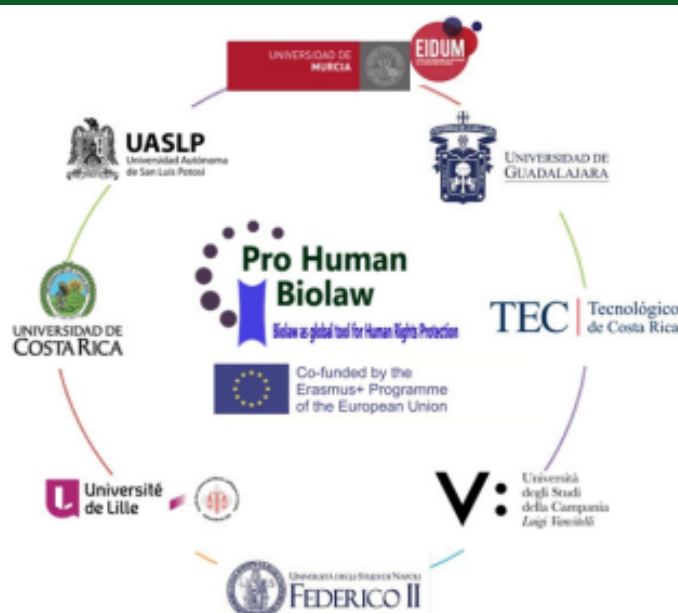 UNIVERSIDAD DE
MURCIA
EIDUM
UASLP
Universidad Autónoma
de San Luis Potosí
UNIVERSIDAD DE
GUADALAJARA
Pro Human
Biolaw
Biolaw as global tool for Human Rights Protection
UNIVERSIDAD DE
COSTA RICA
TEC
Tecnológico
de Costa Rica
Co-funded by the
Erasmus+ Programme
of the European Union
Université
de Lille
V:
Università
degli Studi
della Campania
Luigi Vanvitelli
UNIVERSITÀ DEGLI STUDI DI NAPOLI
FEDERICO II